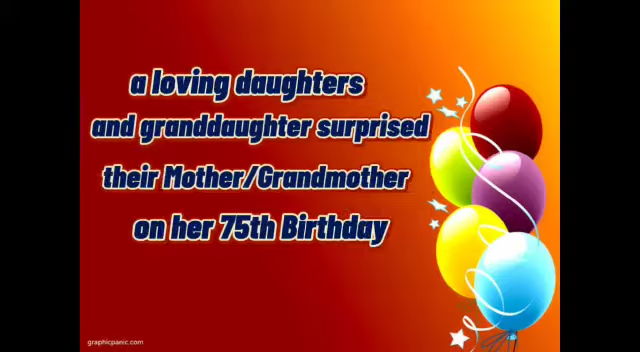 a loving daughters
and granddaughter surprised
their Mother/Grandmother
on her 75th Birthday
graphicpanic.com